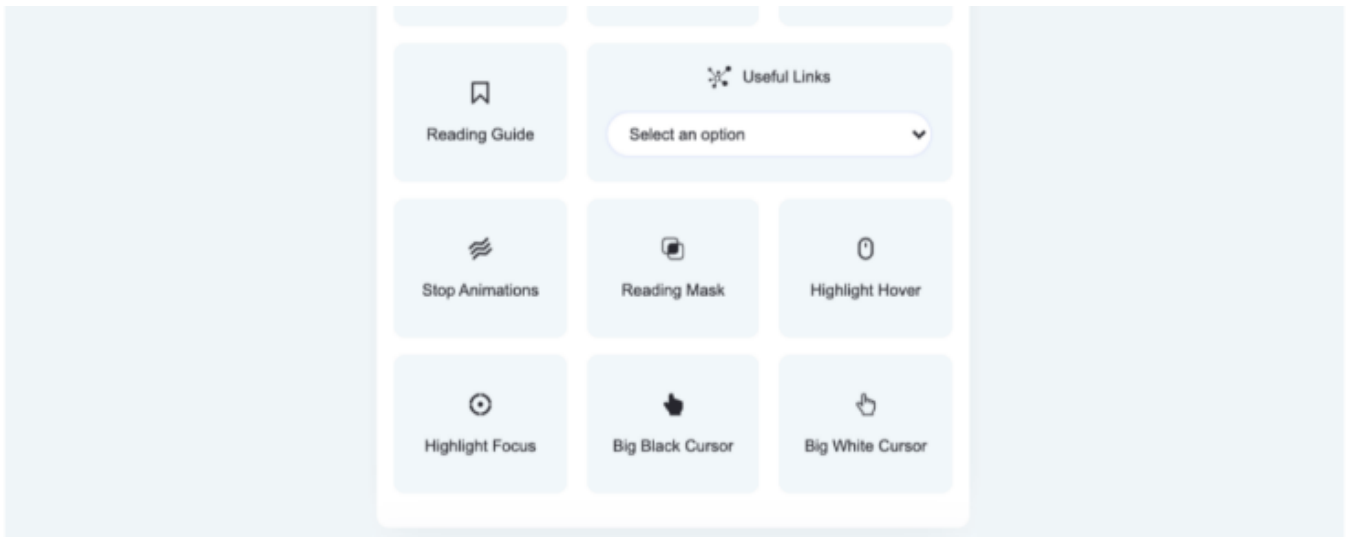 Useful Links
Reading Guide
Select an option
Stop Animations
Reading Mask
Highlight Hover
Highlight Focus
Big Black Cursor
Big White Cursor